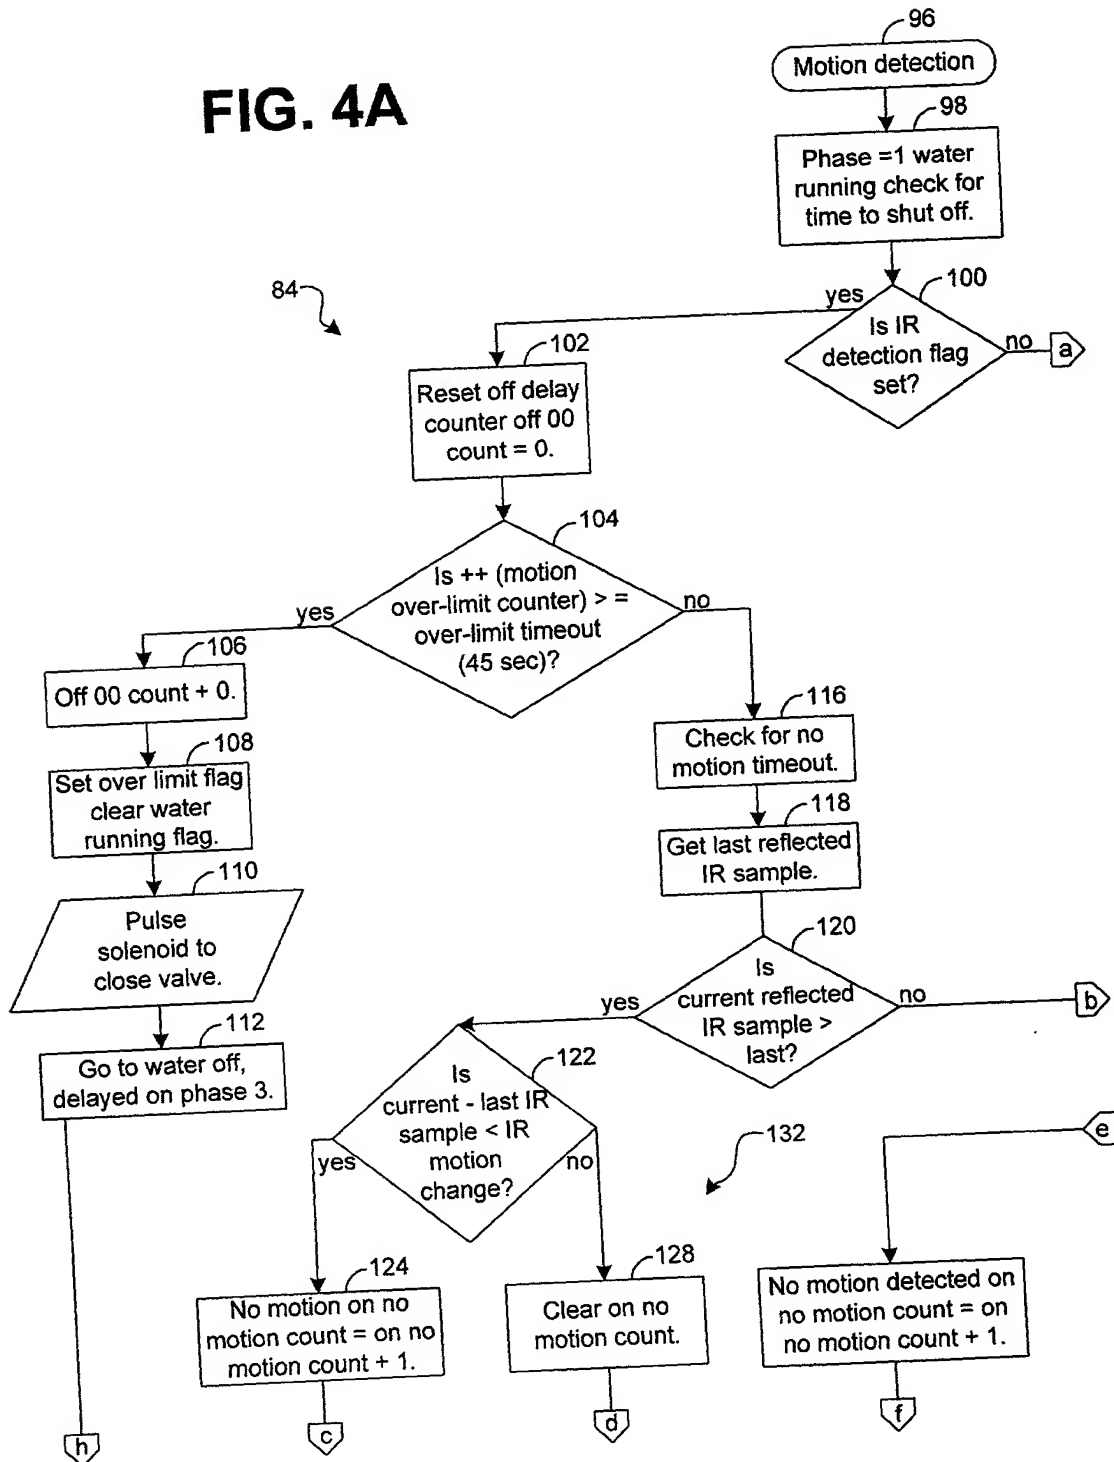 FIG. 4A
96
Motion detection
98
Phase =1 water
running check for
time to shut off.
100
yes
Is IR
detection flag
set?
no
a
84
102
Reset off delay
counter off 00
count = 0.
104
Is ++ (motion
over-limit counter) > =
over-limit timeout
(45 sec)?
yes
no
106
Off 00 count + 0.
108
Set over limit flag
clear water
running flag.
110
Pulse
solenoid to
close valve.
112
Go to water off,
delayed on phase 3.
116
Check for no
motion timeout.
118
Get last reflected
IR sample.
120
Is
current reflected
IR sample >
last?
yes
no
b
122
Is
current - last IR
sample < IR
motion
change?
yes
no
132
e
124
No motion on no
motion count = on no
motion count + 1.
128
Clear on no
motion count.
No motion detected on
no motion count = on
no motion count + 1.
h
c
d
f